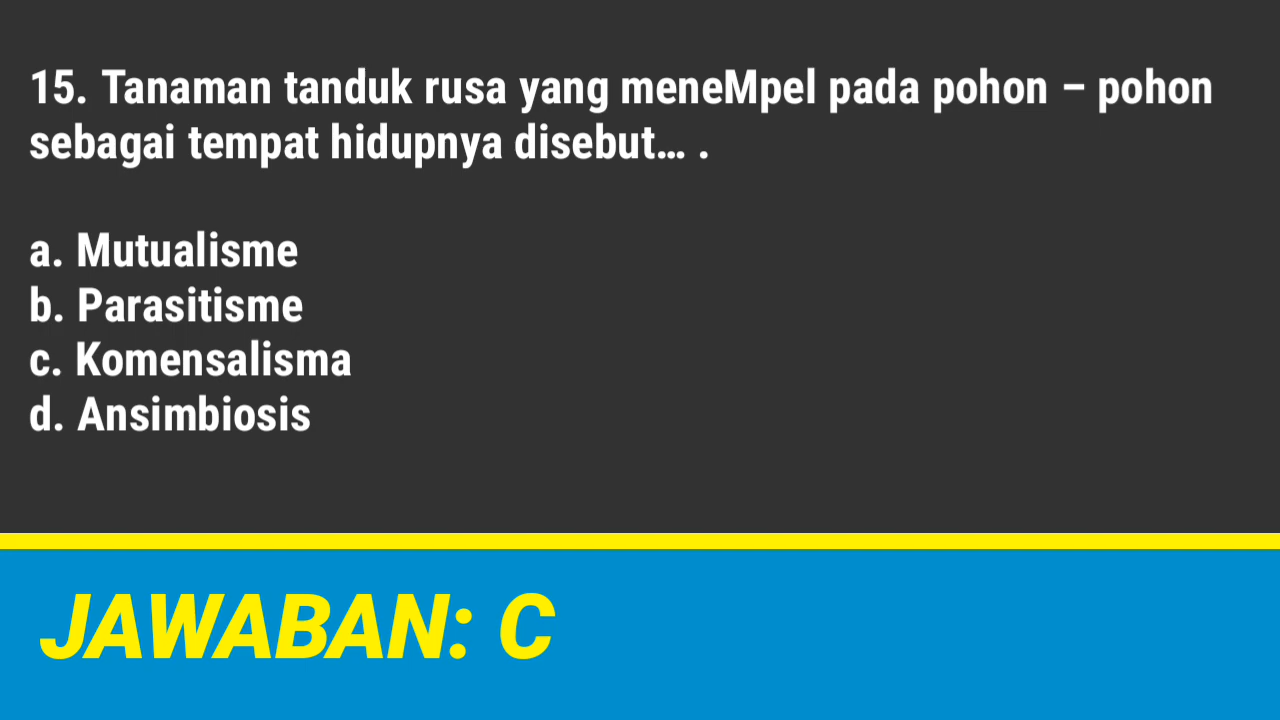 15. Tanaman tanduk rusa yang meneMpel pada pohon – pohon
sebagai tempat hidupnya disebut... .
a. Mutualisme
b. Parasitisme
c. Komensalisma
d. Ansimbiosis
JAWABAN: C